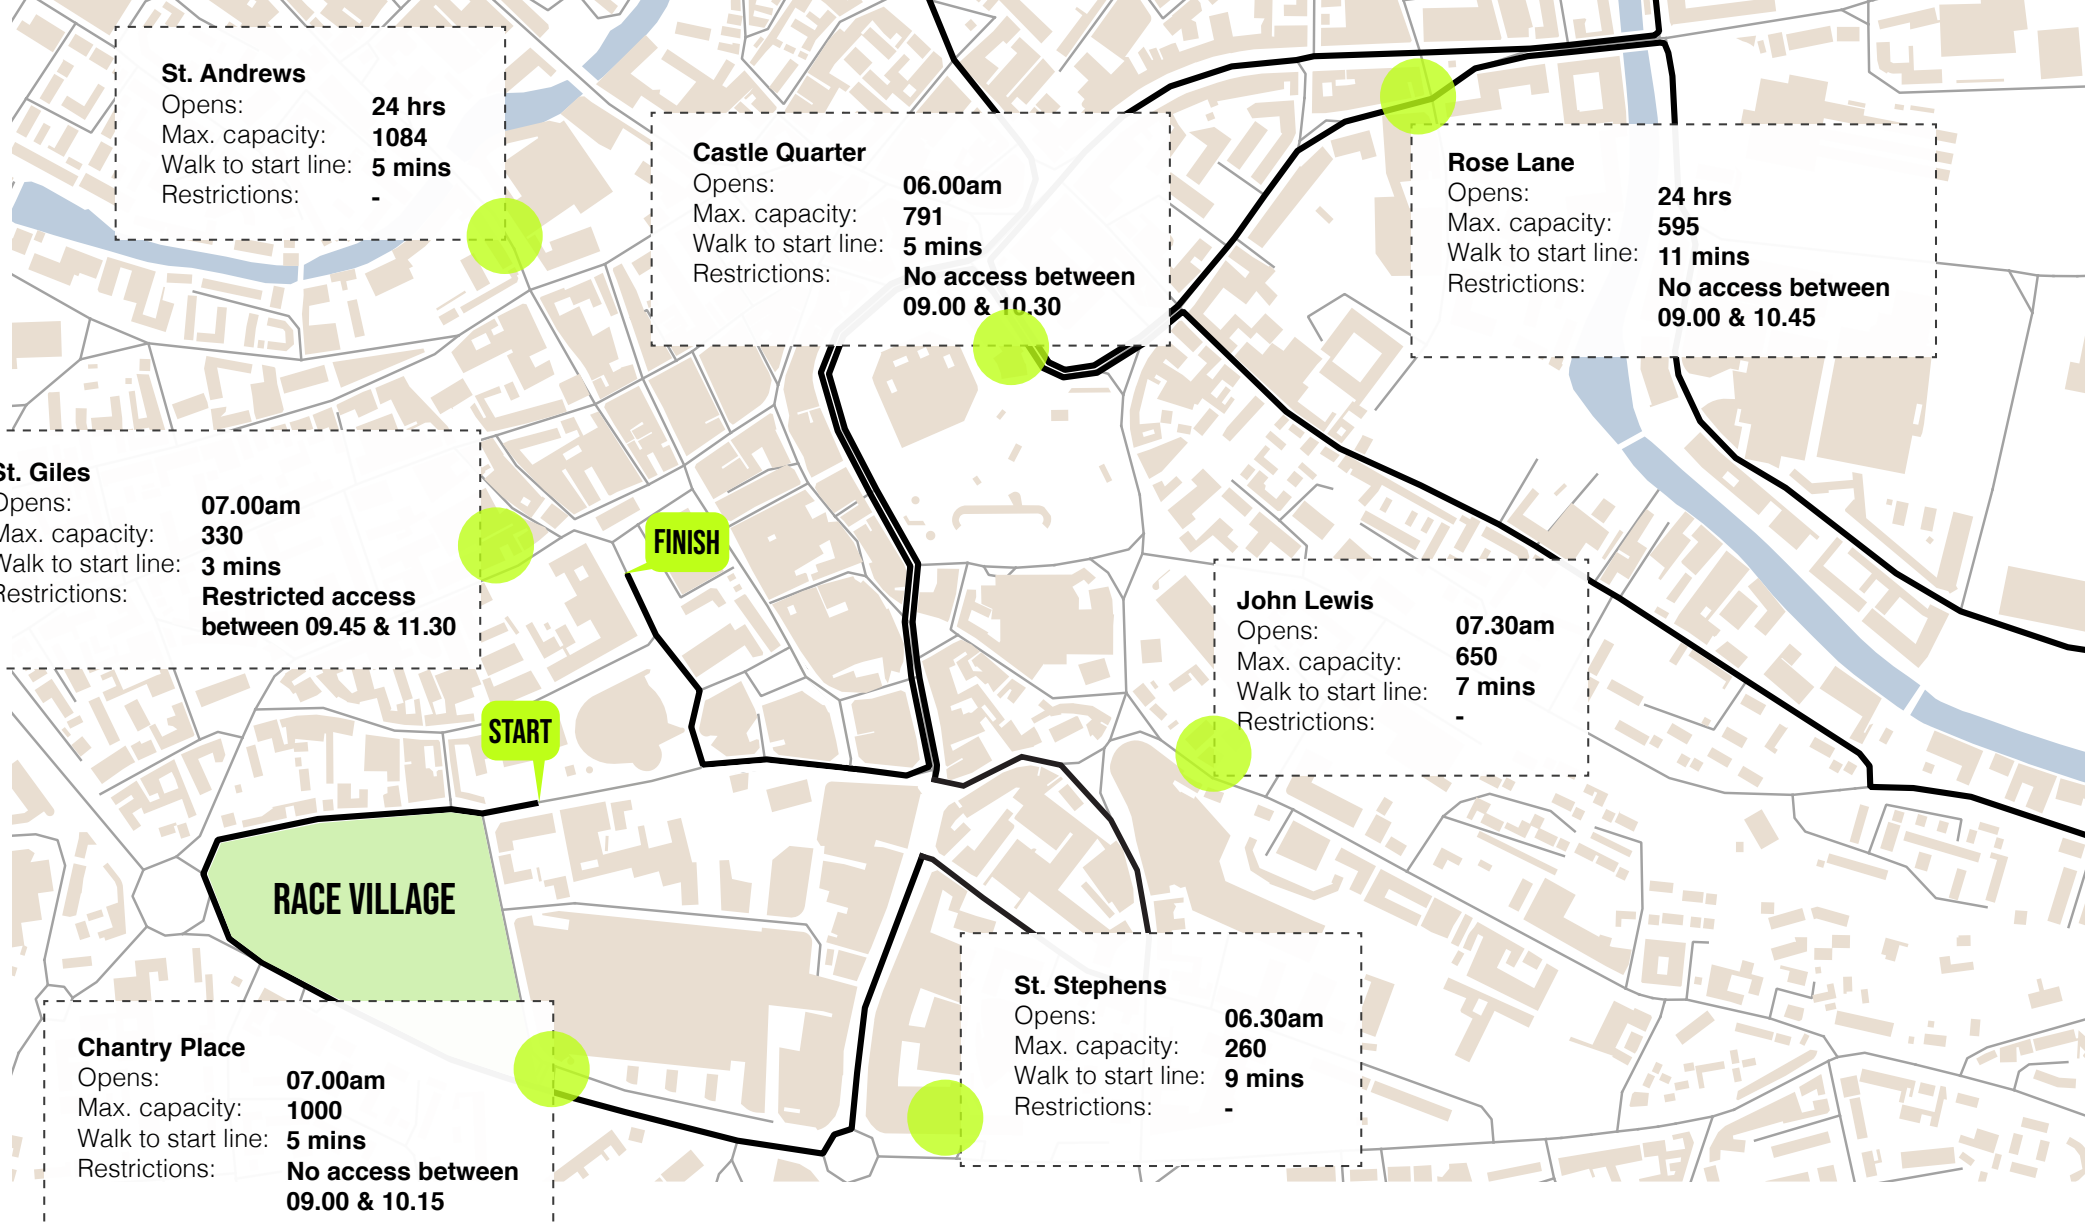 St. Andrews
Opens: 24 hrs
Max. capacity: 1084
Walk to start line: 5 mins
Restrictions: -
Castle Quarter
Opens: 06.00am
Max. capacity: 791
Walk to start line: 5 mins
Restrictions: No access between
09.00 & 10.30
Rose Lane
Opens: 24 hrs
Max. capacity: 595
Walk to start line: 11 mins
Restrictions: No access between
09.00 & 10.45
St. Giles
Opens: 07.00am
Max. capacity: 330
Walk to start line: 3 mins
Restrictions: Restricted access
between 09.45 & 11.30
FINISH
START
John Lewis
Opens: 07.30am
Max. capacity: 650
Walk to start line: 7 mins
Restrictions: -
RACE VILLAGE
St. Stephens
Opens: 06.30am
Max. capacity: 260
Walk to start line: 9 mins
Restrictions: -
Chantry Place
Opens: 07.00am
Max. capacity: 1000
Walk to start line: 5 mins
Restrictions: No access between
09.00 & 10.15